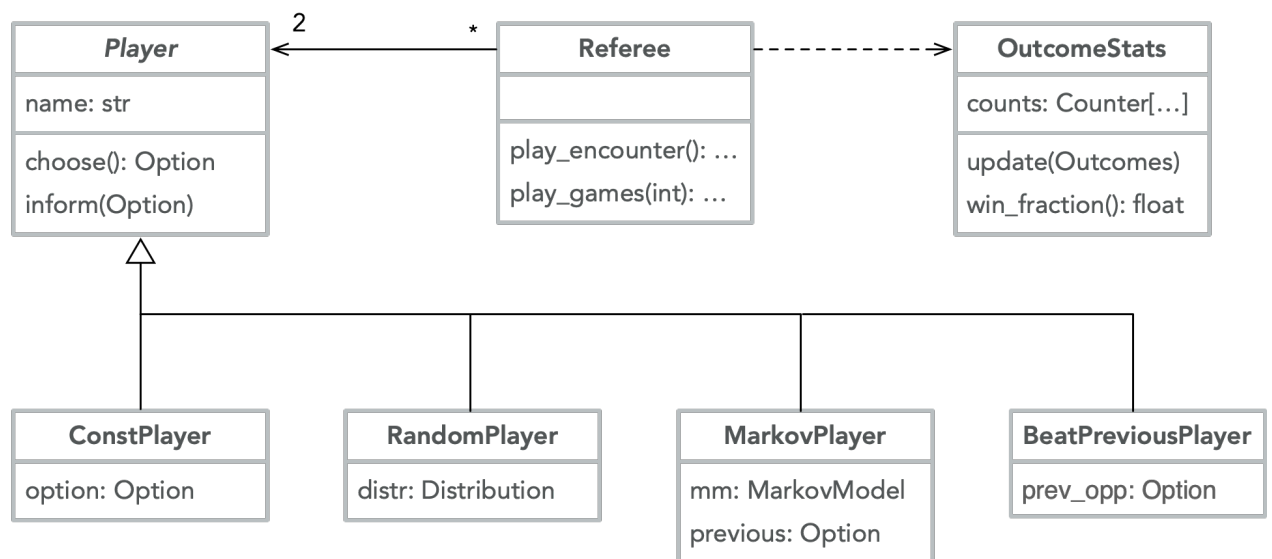 2
*
Player
name: str
choose(): Option
inform(Option)
Referee
play_encounter(): …
play_games(int): …
OutcomeStats
counts: Counter[…]
update(Outcomes)
win_fraction(): float
ConstPlayer
option: Option
RandomPlayer
distr: Distribution
MarkovPlayer
mm: MarkovModel
previous: Option
BeatPreviousPlayer
prev_opp: Option